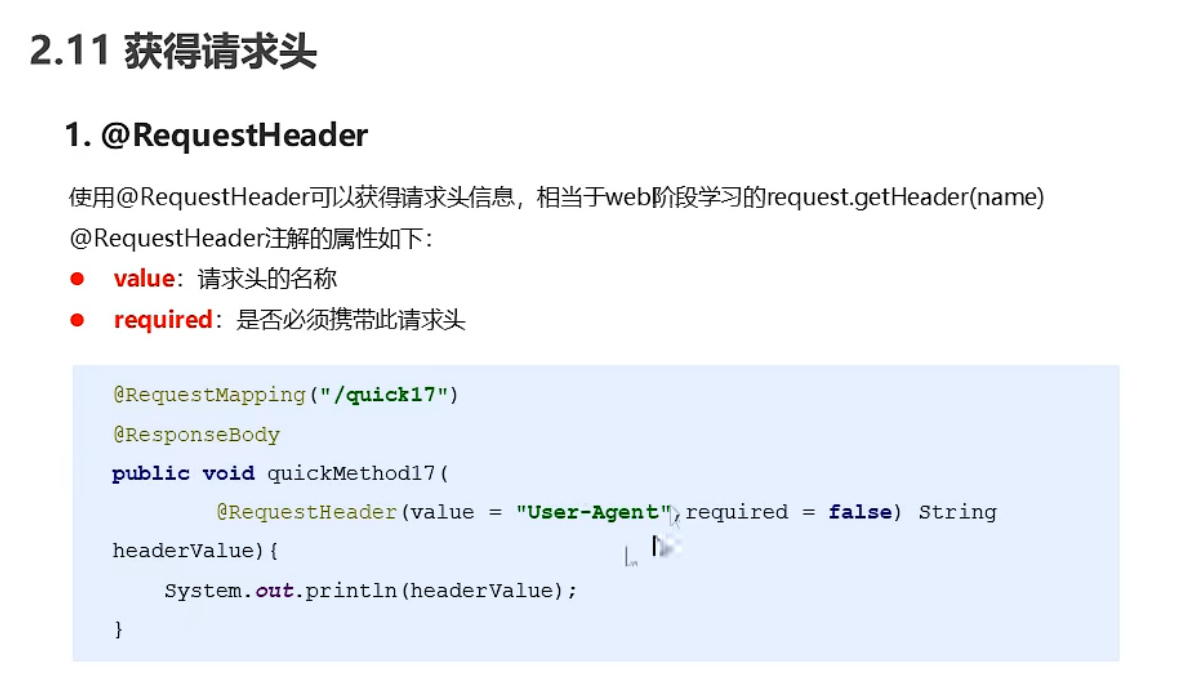 2.11 获得请求头
1. @RequestHeader
使用@RequestHeader可以获得请求头信息，相当于web阶段学习的request.getHeader(name)
@RequestHeader注解的属性如下：
● value：请求头的名称
● required：是否必须携带此请求头
@RequestMapping("/quick17")
@ResponseBody
public void quickMethod17(
@RequestHeader(value = "User-Agent",required = false) String
headerValue){
System.out.println(headerValue);
}